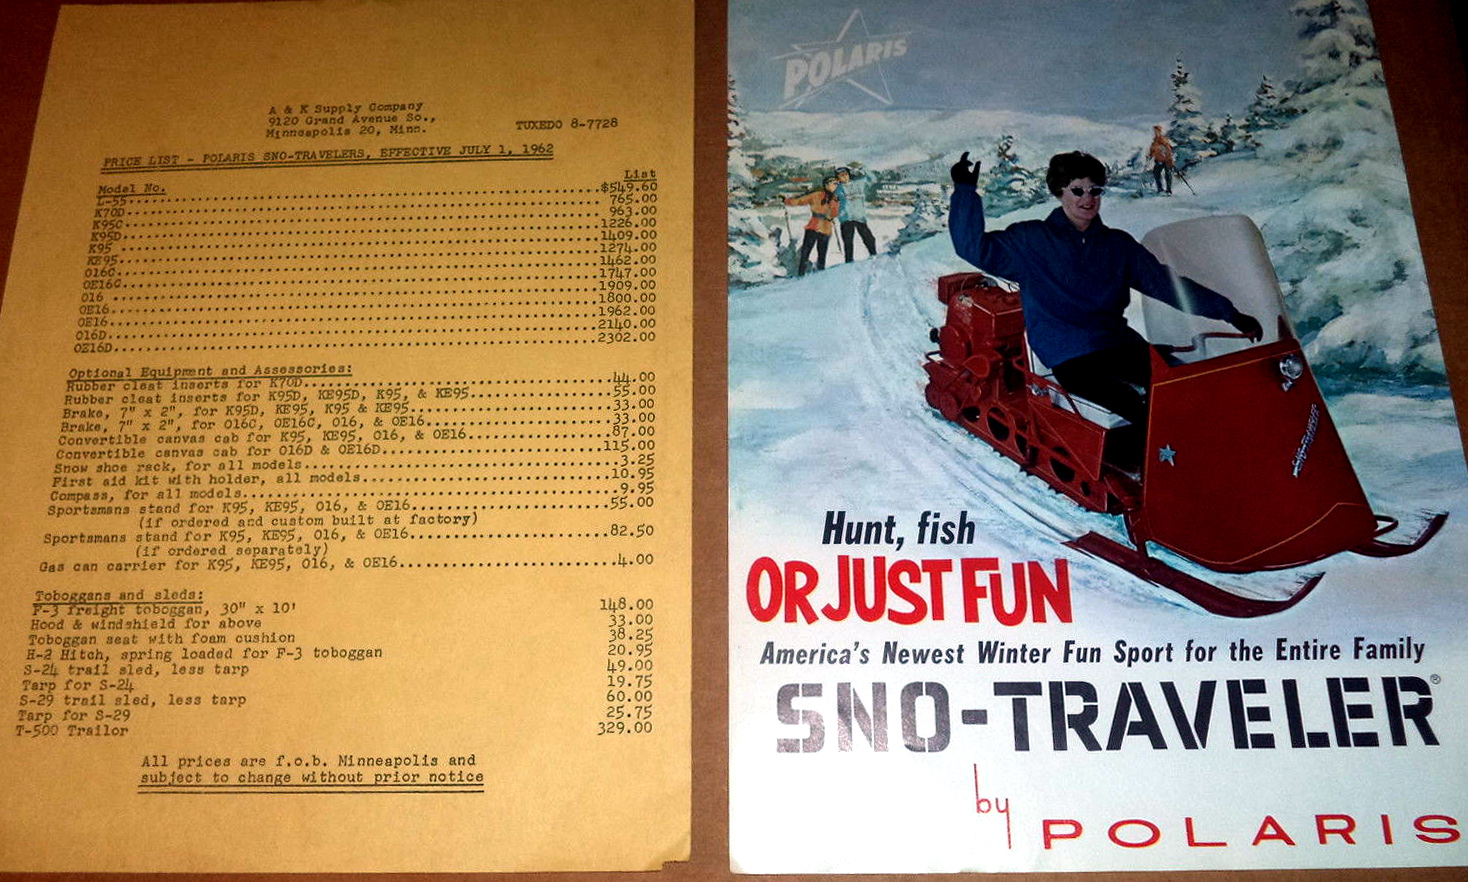 A & K Supply Company
9120 Grand Avenue So.,
Minneapolis 20, Minn.
TUXEDO 8-7728
PRICE LIST - POLARIS SNO-TRAVELERS, EFFECTIVE JULY 1, 1962
Model No. List
L-55 $549.60
K70D 765.00
K95C 963.00
K95D 1226.00
K95 1409.00
KE95 1274.00
O16C 1462.00
OE16C 1747.00
O16 1909.00
OE16 1800.00
OE16 1962.00
O16D 2140.00
OE16D 2302.00
Optional Equipment and Accessories:
Rubber cleat inserts for K70D 44.00
Rubber cleat inserts for K95D, KE95D, K95, & KE95 55.00
Brake, 7" x 2", for K95D, KE95, K95 & KE95 33.00
Brake, 7" x 2", for O16C, OE16C, O16, & OE16 33.00
Convertible canvas cab for K95, KE95, O16, & OE16 87.00
Convertible canvas cab for O16D & OE16D 115.00
Snow shoe rack, for all models 3.25
First aid kit with holder, all models 10.95
Compass, for all models 9.95
Sportsmans stand for K95, KE95, O16, & OE16 55.00
(if ordered and custom built at factory)
Sportsmans stand for K95, KE95, O16, & OE16 82.50
(if ordered separately)
Gas can carrier for K95, KE95, O16, & OE16 4.00
Toboggans and sleds:
F-3 freight toboggan, 30" x 10' 148.00
Hood & windshield for above 33.00
Toboggan seat with foam cushion 38.25
H-2 Hitch, spring loaded for F-3 toboggan 20.95
S-24 trail sled, less tarp 49.00
Tarp for S-24 19.75
S-29 trail sled, less tarp 60.00
Tarp for S-29 25.75
T-500 Trailor 329.00
All prices are f.o.b. Minneapolis and
subject to change without prior notice
POLARIS
Sno-Traveler
Hunt, fish
OR JUST FUN
America's Newest Winter Fun Sport for the Entire Family
SNO-TRAVELER®
by POLARIS